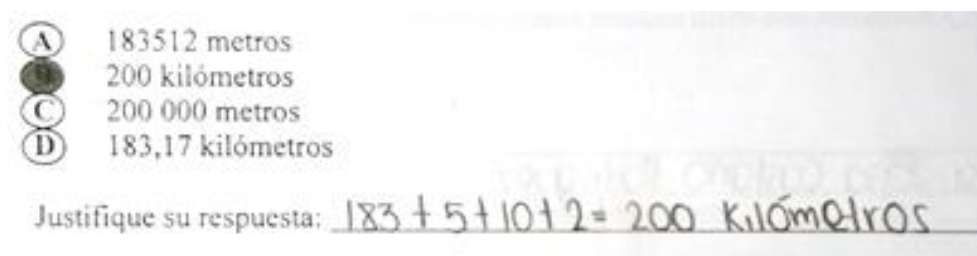 A 183512 metros
B 200 kilómetros
C 200 000 metros
D 183,17 kilómetros
Justifique su respuesta: 183 + 5 + 10 + 2 = 200 Kilómetros